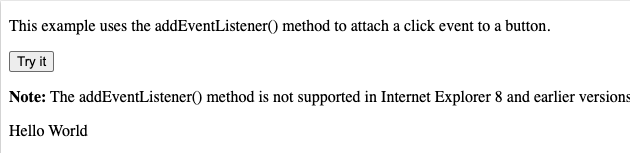 This example uses the addEventListener() method to attach a click event to a button.
Try it
Note: The addEventListener() method is not supported in Internet Explorer 8 and earlier versions
Hello World